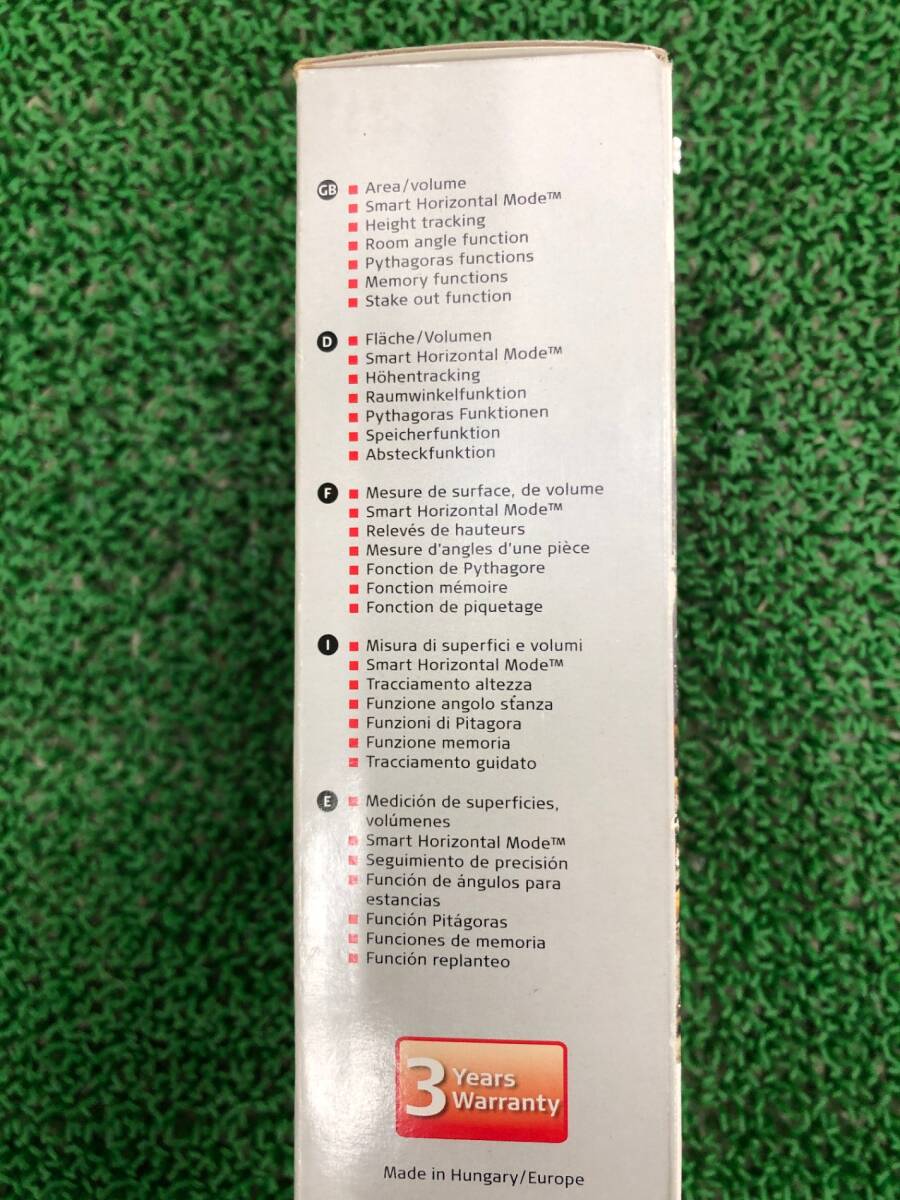 GB ■ Area/volume
■ Smart Horizontal Mode™
■ Height tracking
■ Room angle function
■ Pythagoras functions
■ Memory functions
■ Stake out function
D ■ Fläche/Volumen
■ Smart Horizontal Mode™
■ Höhentracking
■ Raumwinkelfunktion
■ Pythagoras Funktionen
■ Speicherfunktion
■ Absteckfunktion
F ■ Mesure de surface, de volume
■ Smart Horizontal Mode™
■ Relevés de hauteurs
■ Mesure d'angles d'une pièce
■ Fonction de Pythagore
■ Fonction mémoire
■ Fonction de piquetage
I ■ Misura di superfici e volumi
■ Smart Horizontal Mode™
■ Tracciamento altezza
■ Funzione angolo stanza
■ Funzioni di Pitagora
■ Funzione memoria
■ Tracciamento guidato
E ■ Medición de superficies,
volúmenes
■ Smart Horizontal Mode™
■ Seguimiento de precisión
■ Función de ángulos para
estancias
■ Función Pitágoras
■ Funciones de memoria
■ Función replanteo
3 Years
Warranty
Made in Hungary/Europe